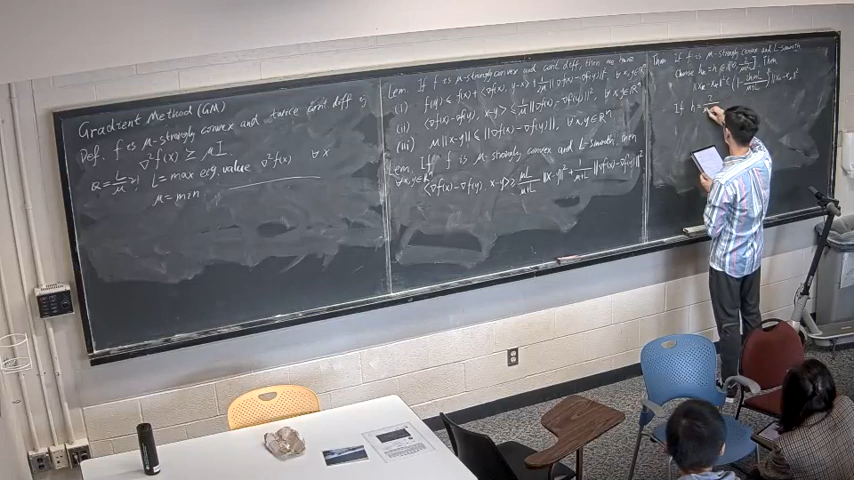 Gradient Method (GM)
Def. f is μ-strongly convex and twice cont. diff. if
∇²f(x) ≥ μI
Q = L/μ ≥ 1 L = max eig. value ∇²f(x) ∀x
μ = min
Lem. If f is μ-strongly convex and cont. diff, then we have
(i) f(y) ≤ f(x) + ⟨∇f(x), y-x⟩ + 1/2μ ||∇f(x) - ∇f(y)||², ∀x,y∈ℝⁿ
(ii) ⟨∇f(x) - ∇f(y), x-y⟩ ≤ 1/μ ||∇f(x) - ∇f(y)||², ∀x,y∈ℝⁿ
(iii) μ||x-y|| ≤ ||∇f(x) - ∇f(y)||, ∀x,y∈ℝⁿ
Lem. If f is μ-strongly convex and L-smooth, then
∀x,y∈ℝⁿ ⟨∇f(x) - ∇f(y), x-y⟩ ≥ μL/μ+L ||x-y||² + 1/μ+L ||∇f(x) - ∇f(y)||²
Thm If f is μ-strongly convex and L-smooth
Choose Then
If h =